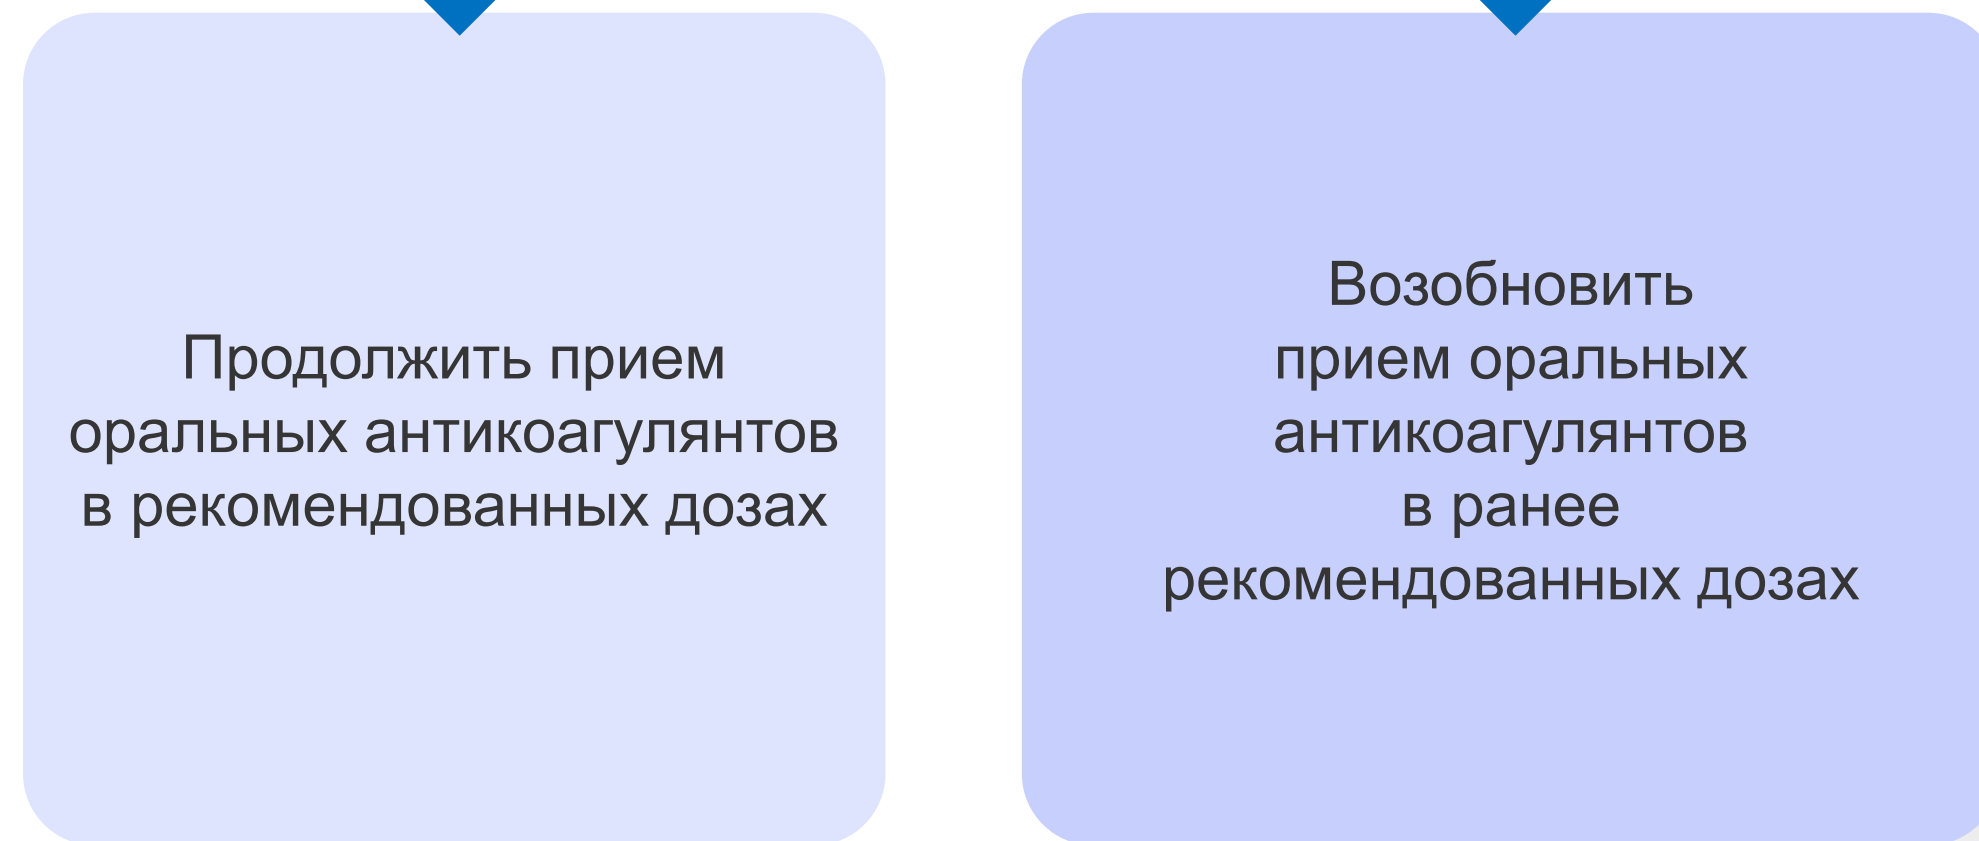 Продолжить прием
оральных антикоагулянтов
в рекомендованных дозах
Возобновить
прием оральных
антикоагулянтов
в ранее
рекомендованных дозах